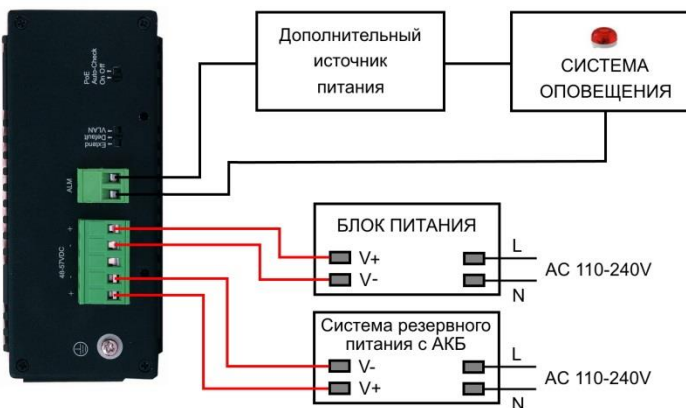 Дополнительный
источник
питания
СИСТЕМА
ОПОВЕЩЕНИЯ
PoE
Auto-Check
On Off
Extend
Default
VLAN
ALM
48-57VDC
+
-
-
+
БЛОК ПИТАНИЯ
V+
V-
L
N
AC 110-240V
Система резервного
питания с АКБ
V-
V+
L
N
AC 110-240V